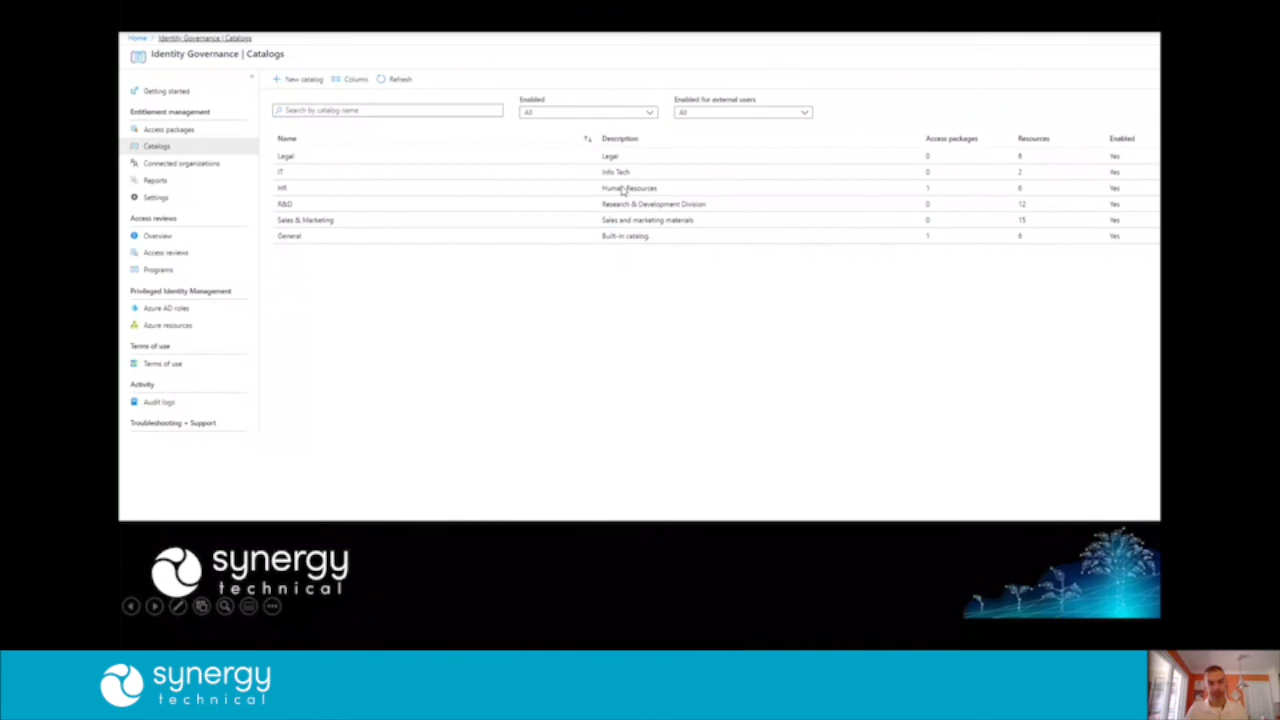 Home > Identity Governance | Catalogs
Identity Governance | Catalogs
New catalog Column Refresh
Search by catalog name
Enabled
All
Enabled for external users
All
Getting started
Entitlement management
Access packages
Catalogs
Connected organizations
Reports
Settings
Access reviews
Overview
Access reviews
Programs
Privileged Identity Management
Azure AD roles
Azure resources
Terms of use
Terms of use
Activity
Audit logs
Troubleshooting + Support
Name Description Access packages Resources Enabled
Legal Legal 0 6 Yes
IT Info Tech 0 2 Yes
HR Human Resources 1 6 Yes
R&D Research & Development Division 0 12 Yes
Sales & Marketing Sales and marketing materials 0 15 Yes
General Built-in catalog. 1 6 Yes
synergy
technical
synergy
technical